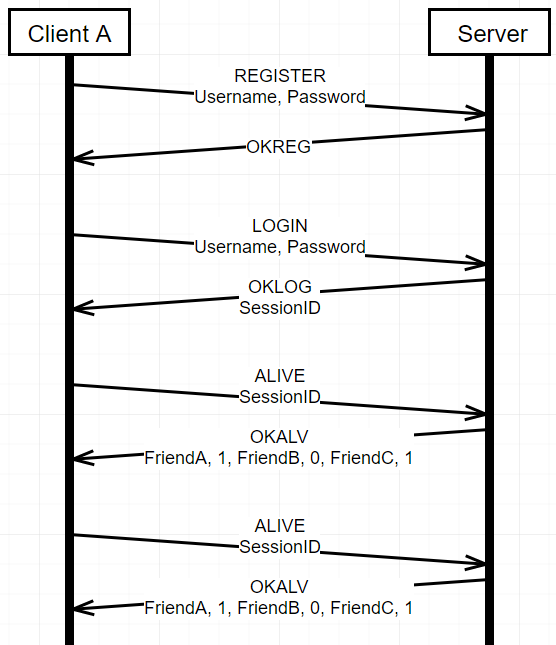 Client A
Server
REGISTER
Username, Password
OKREG
LOGIN
Username, Password
OKLOG
SessionID
ALIVE
SessionID
OKALV
FriendA, 1, FriendB, 0, FriendC, 1
ALIVE
SessionID
OKALV
FriendA, 1, FriendB, 0, FriendC, 1